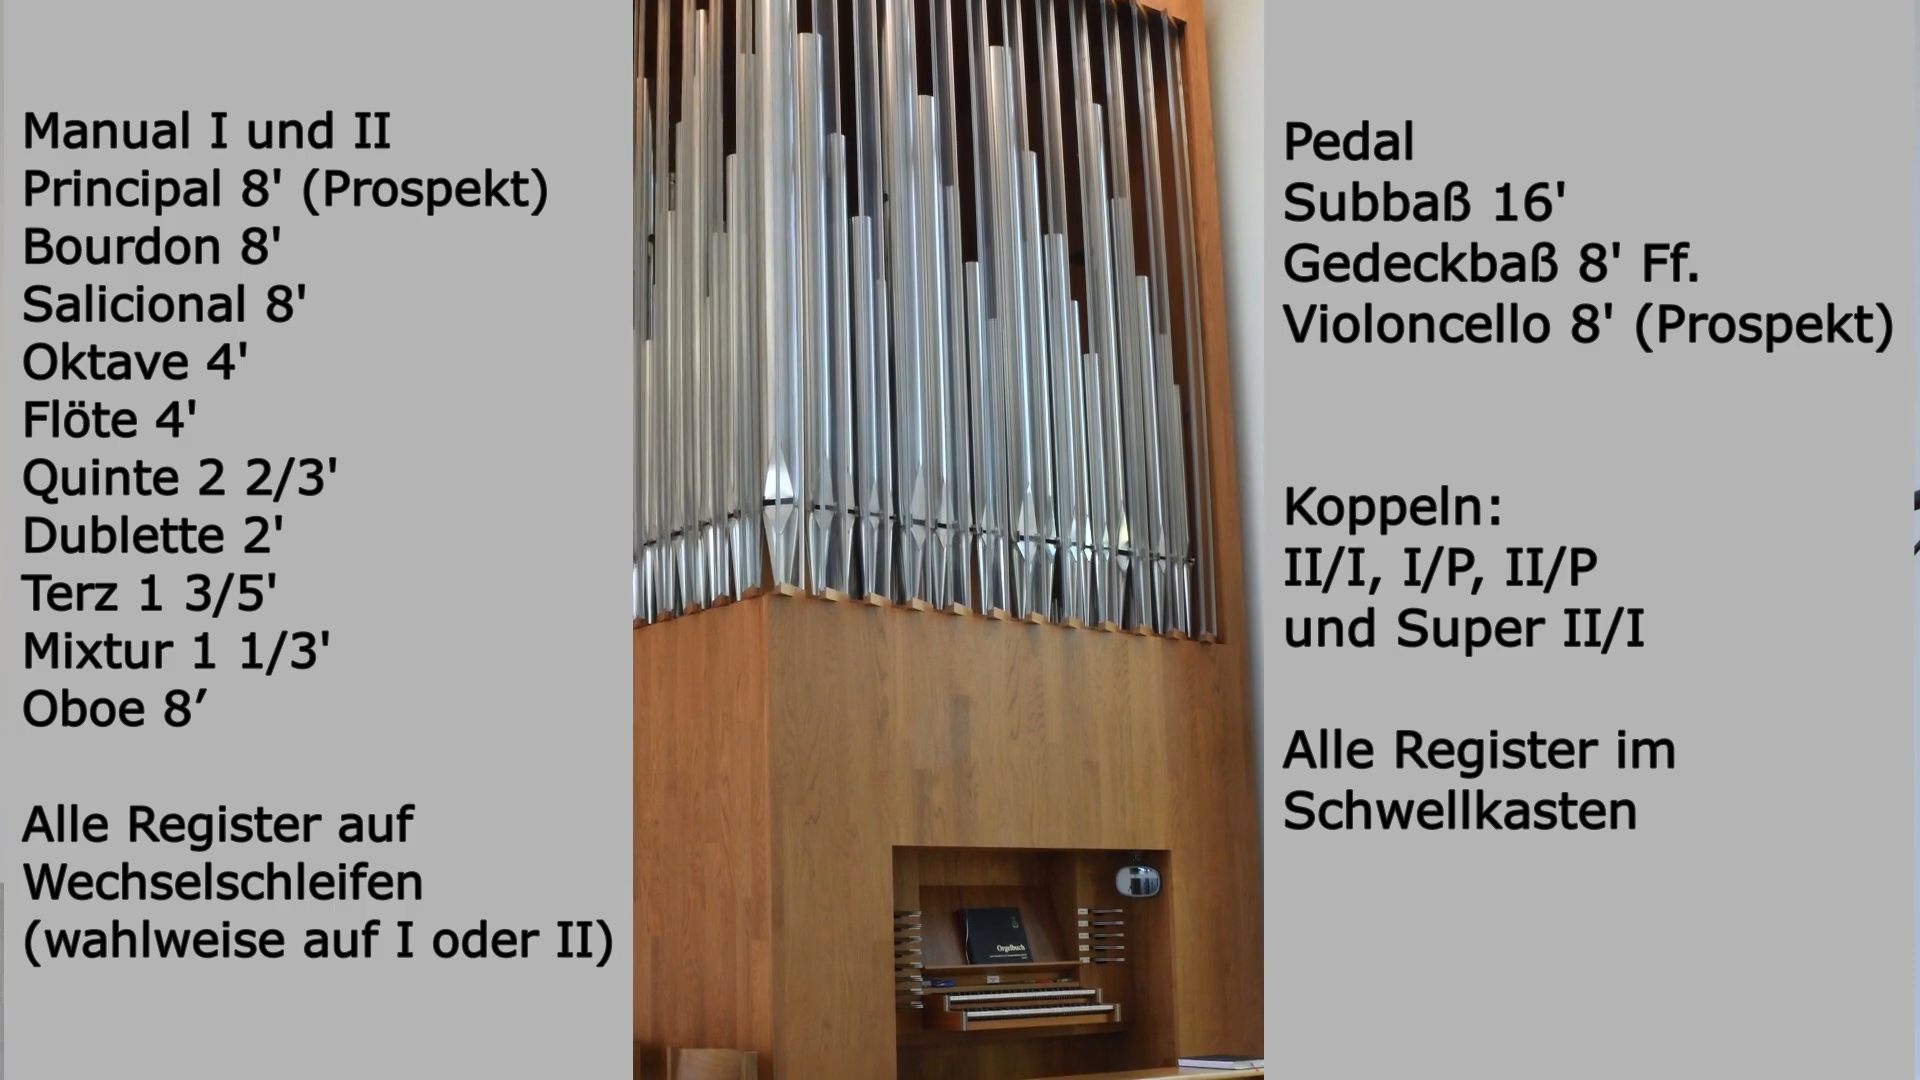 Manual I und II
Principal 8' (Prospekt)
Bourdon 8'
Salicional 8'
Oktave 4'
Flöte 4'
Quinte 2 2/3'
Dublette 2'
Terz 1 3/5'
Mixtur 1 1/3'
Oboe 8’
Alle Register auf
Wechselschleifen
(wahlweise auf I oder II)
Orgelbuch
Pedal
Subbaß 16'
Gedeckbaß 8' Ff.
Violoncello 8' (Prospekt)
Koppeln:
II/I, I/P, II/P
und Super II/I
Alle Register im
Schwellkasten